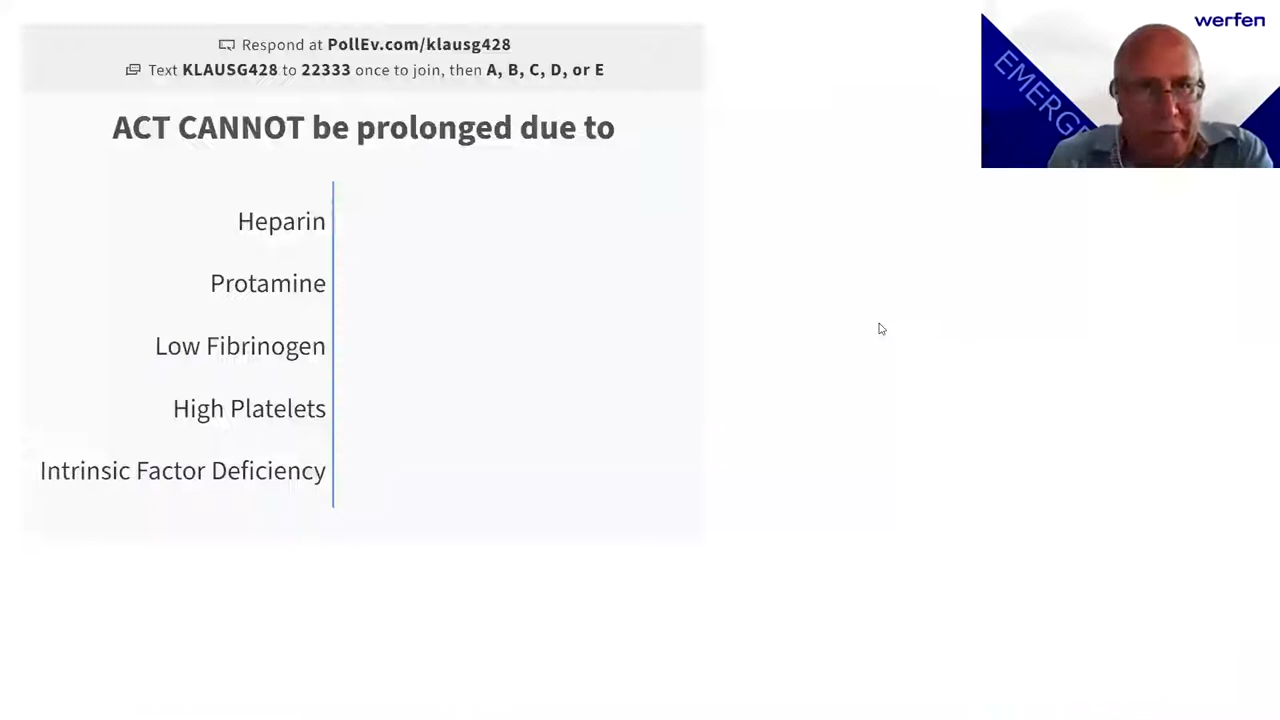 werfen
Respond at PollEv.com/klausg428
Text KLAUSG428 to 22333 once to join, then A, B, C, D, or E
EMERGE
ACT CANNOT be prolonged due to
Heparin
Protamine
Low Fibrinogen
High Platelets
Intrinsic Factor Deficiency